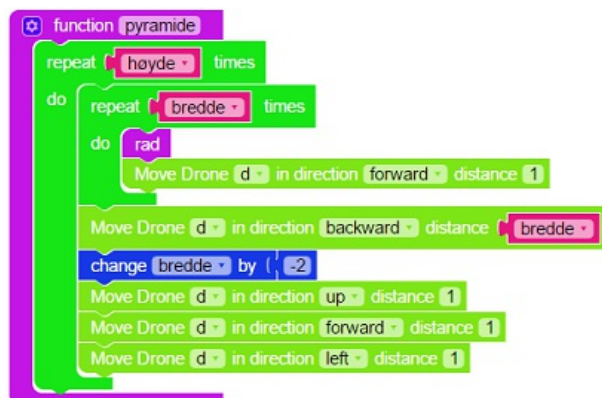 function pyramide
repeat høyde times
do repeat bredde times
do rad
Move Drone d in direction forward distance 1
Move Drone d in direction backward distance bredde
change bredde by -2
Move Drone d in direction up distance 1
Move Drone d in direction forward distance 1
Move Drone d in direction left distance 1